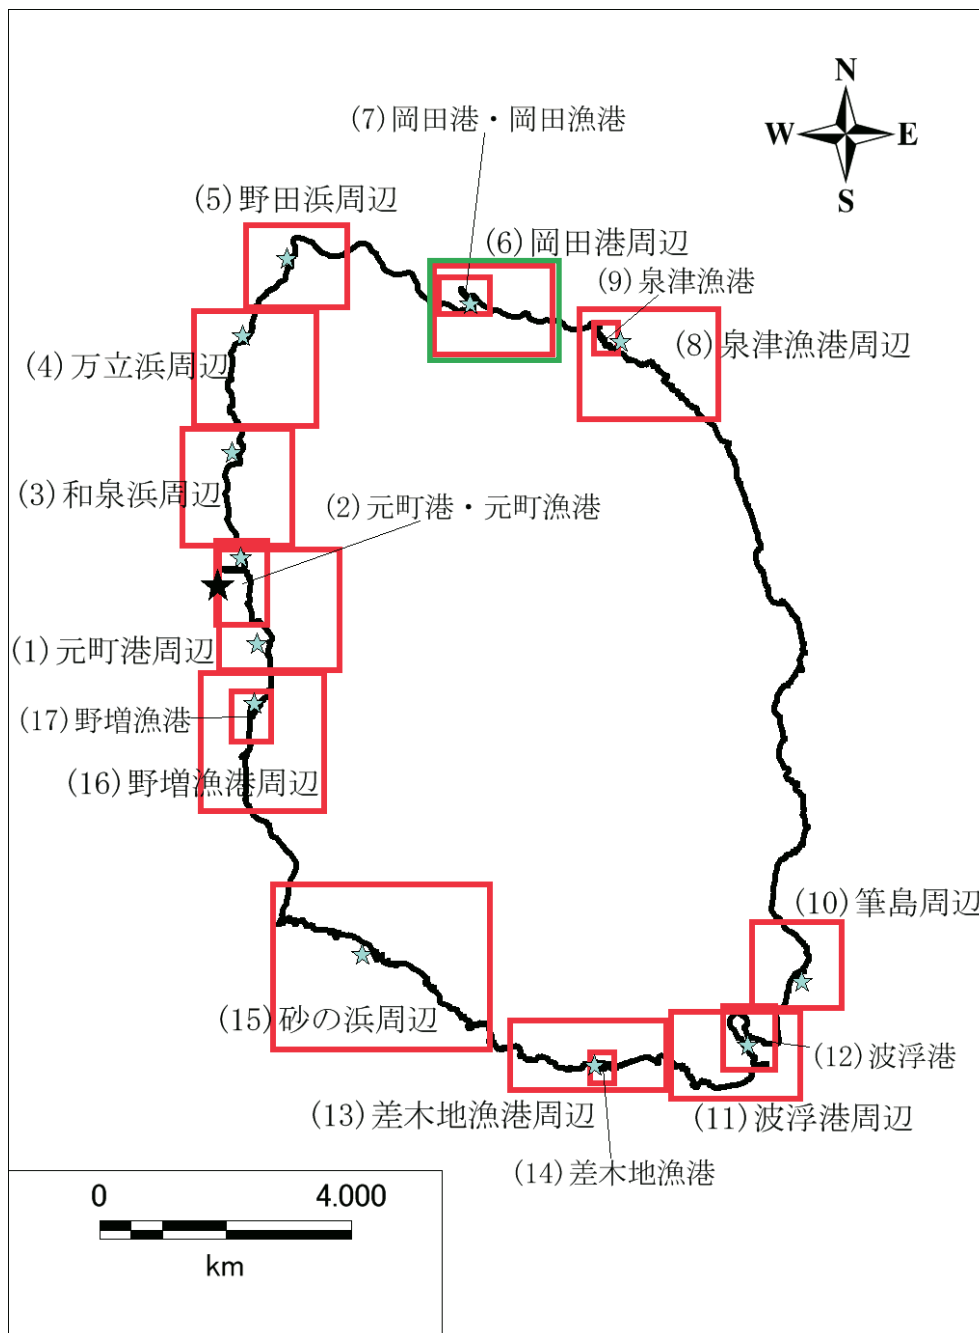 N
W
E
S
(7)岡田港・岡田漁港
(5)野田浜周辺
(6)岡田港周辺
(9)泉津漁港
(8)泉津漁港周辺
(4)万立浜周辺
(3)和泉浜周辺
(2)元町港・元町漁港
(1)元町港周辺
(17)野増漁港
(16)野増漁港周辺
(10)筆島周辺
(15)砂の浜周辺
(12)波浮港
(13)差木地漁港周辺
(11)波浮港周辺
(14)差木地漁港
0
4.000
km